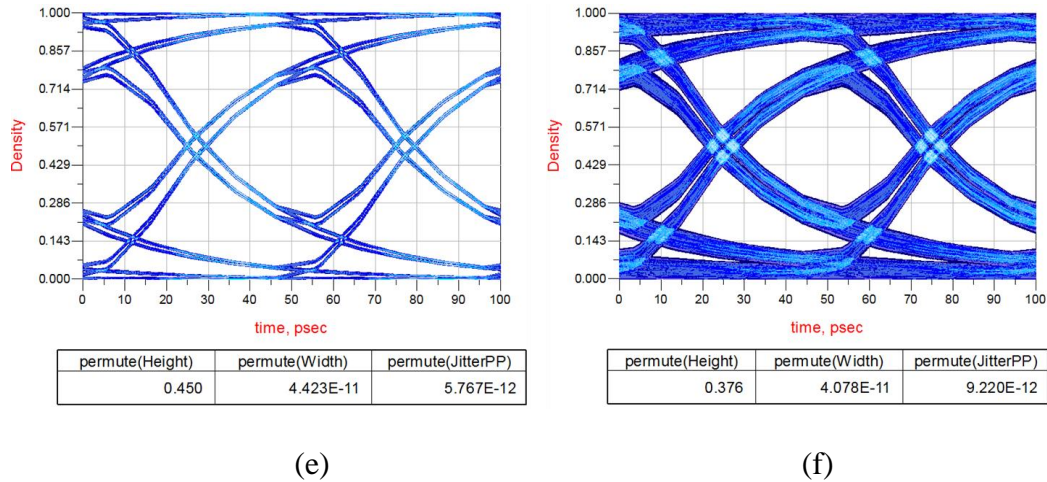 1.000
0.857
0.714
0.571
0.429
0.286
0.143
0.000
Density
0 10 20 30 40 50 60 70 80 90 100
time, psec
permute(Height) permute(Width) permute(JitterPP)
0.450 4.423E-11 5.767E-12
(e)
1.000
0.857
0.714
0.571
0.429
0.286
0.143
0.000
Density
0 10 20 30 40 50 60 70 80 90 100
time, psec
permute(Height) permute(Width) permute(JitterPP)
0.376 4.078E-11 9.220E-12
(f)